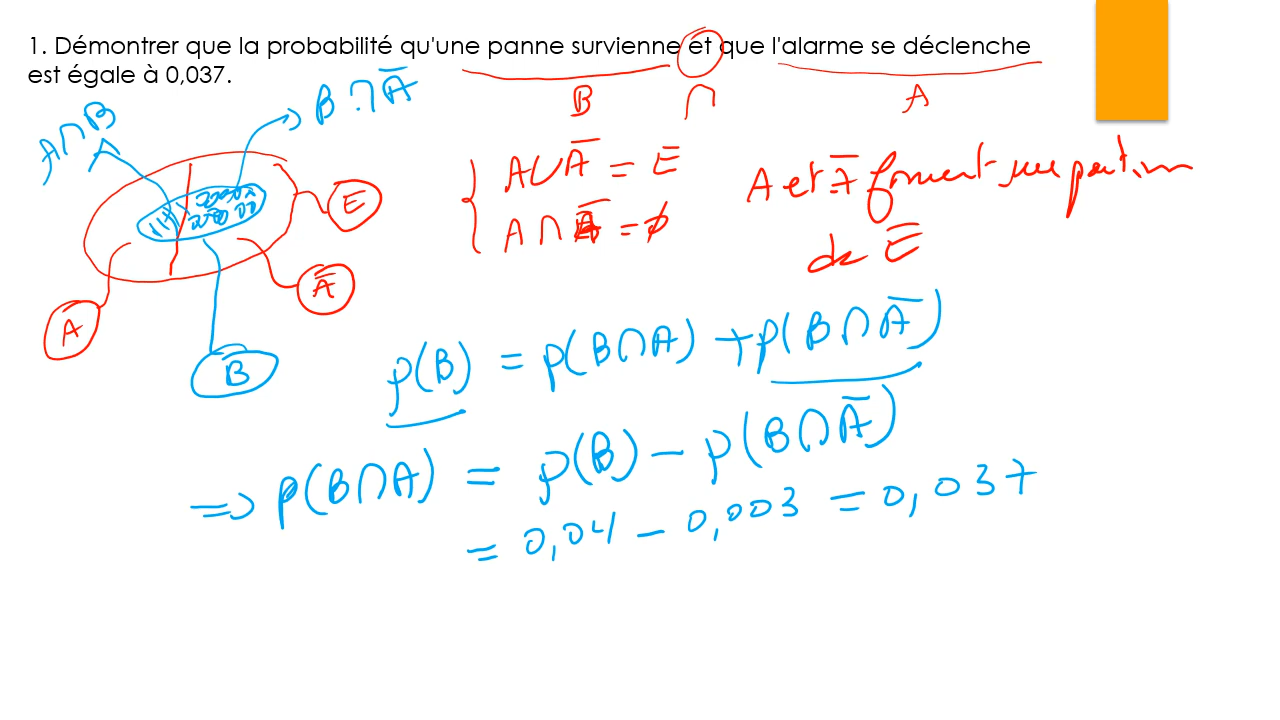 1. Démontrer que la probabilité qu'une panne survienne et que l'alarme se déclenche
est égale à 0,037.
B ∩ A
A∩B
B ∩ A̅
A∪A̅ = E
A∩A̅ = ∅
A et A̅ forment une partition
de E
E
A̅
A
B
p(B) = p(B∩A) + p(B∩A̅)
=> p(B∩A) = p(B) − p(B∩A̅)
= 0,04 − 0,003 = 0,037